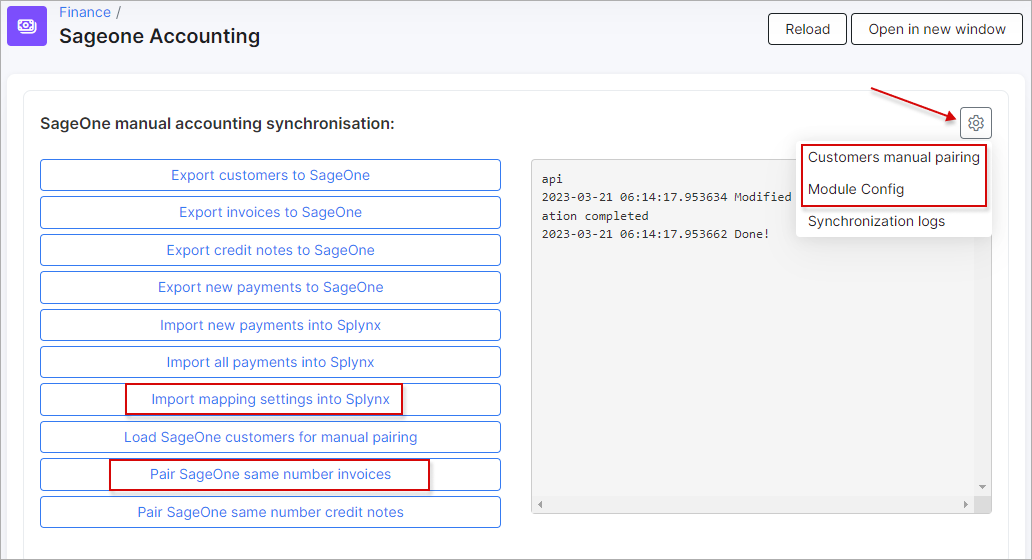 Finance /
Sageone Accounting
Reload
Open in new window
SageOne manual accounting synchronisation:
Export customers to SageOne
Export invoices to SageOne
Export credit notes to SageOne
Export new payments to SageOne
Import new payments into Splynx
Import all payments into Splynx
Import mapping settings into Splynx
Load SageOne customers for manual pairing
Pair SageOne same number invoices
Pair SageOne same number credit notes
api
2023-03-21 06:14:17.953634 Modified
ation completed
2023-03-21 06:14:17.953662 Done!
Customers manual pairing
Module Config
Synchronization logs